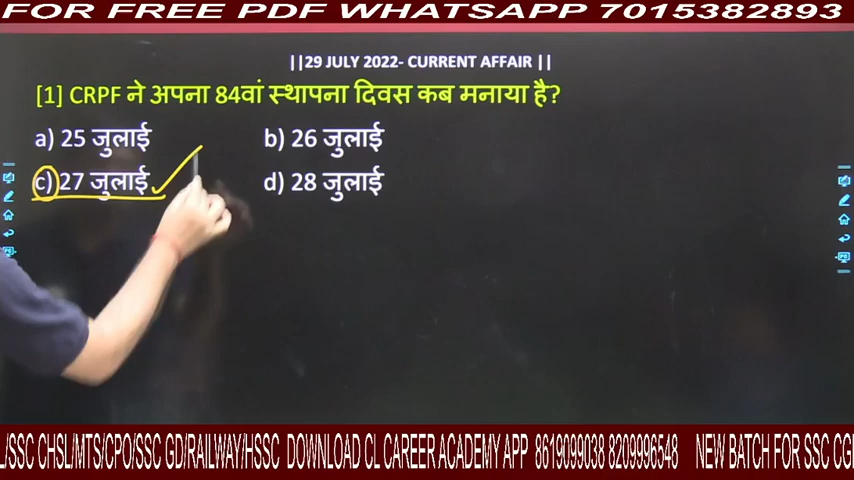 FOR FREE PDF WHATSAPP 7015382893
||29 JULY 2022- CURRENT AFFAIR ||
[1] CRPF ने अपना 84वां स्थापना दिवस कब मनाया है?
a) 25 जुलाई b) 26 जुलाई
c) 27 जुलाई d) 28 जुलाई
/SSC CHSL/MTS/CPO/SSC GD/RAILWAY/HSSC DOWNLOAD CL CAREER ACADEMY APP 8619099038 8209996548 NEW BATCH FOR SSC CG